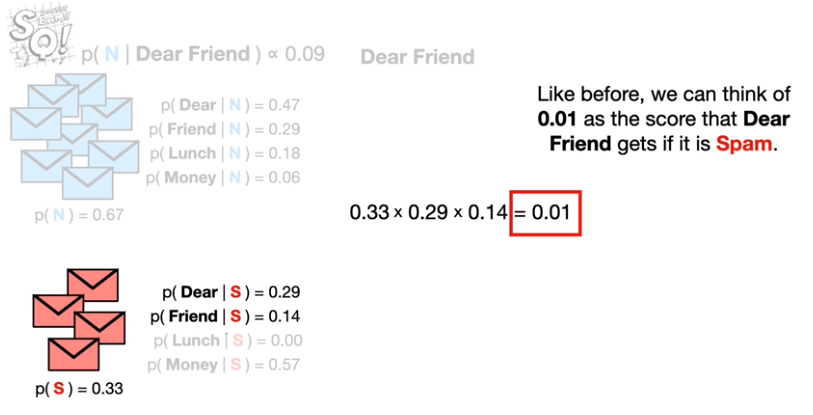 STATQUEST!
p( N | Dear Friend ) ∝ 0.09
Dear Friend
p( Dear | N ) = 0.47
p( Friend | N ) = 0.29
p( Lunch | N ) = 0.18
p( Money | N ) = 0.06
p( N ) = 0.67
Like before, we can think of
0.01 as the score that Dear
Friend gets if it is Spam.
0.33 x 0.29 x 0.14 = 0.01
p( Dear | S ) = 0.29
p( Friend | S ) = 0.14
p( Lunch | S ) = 0.00
p( Money | S ) = 0.57
p( S ) = 0.33